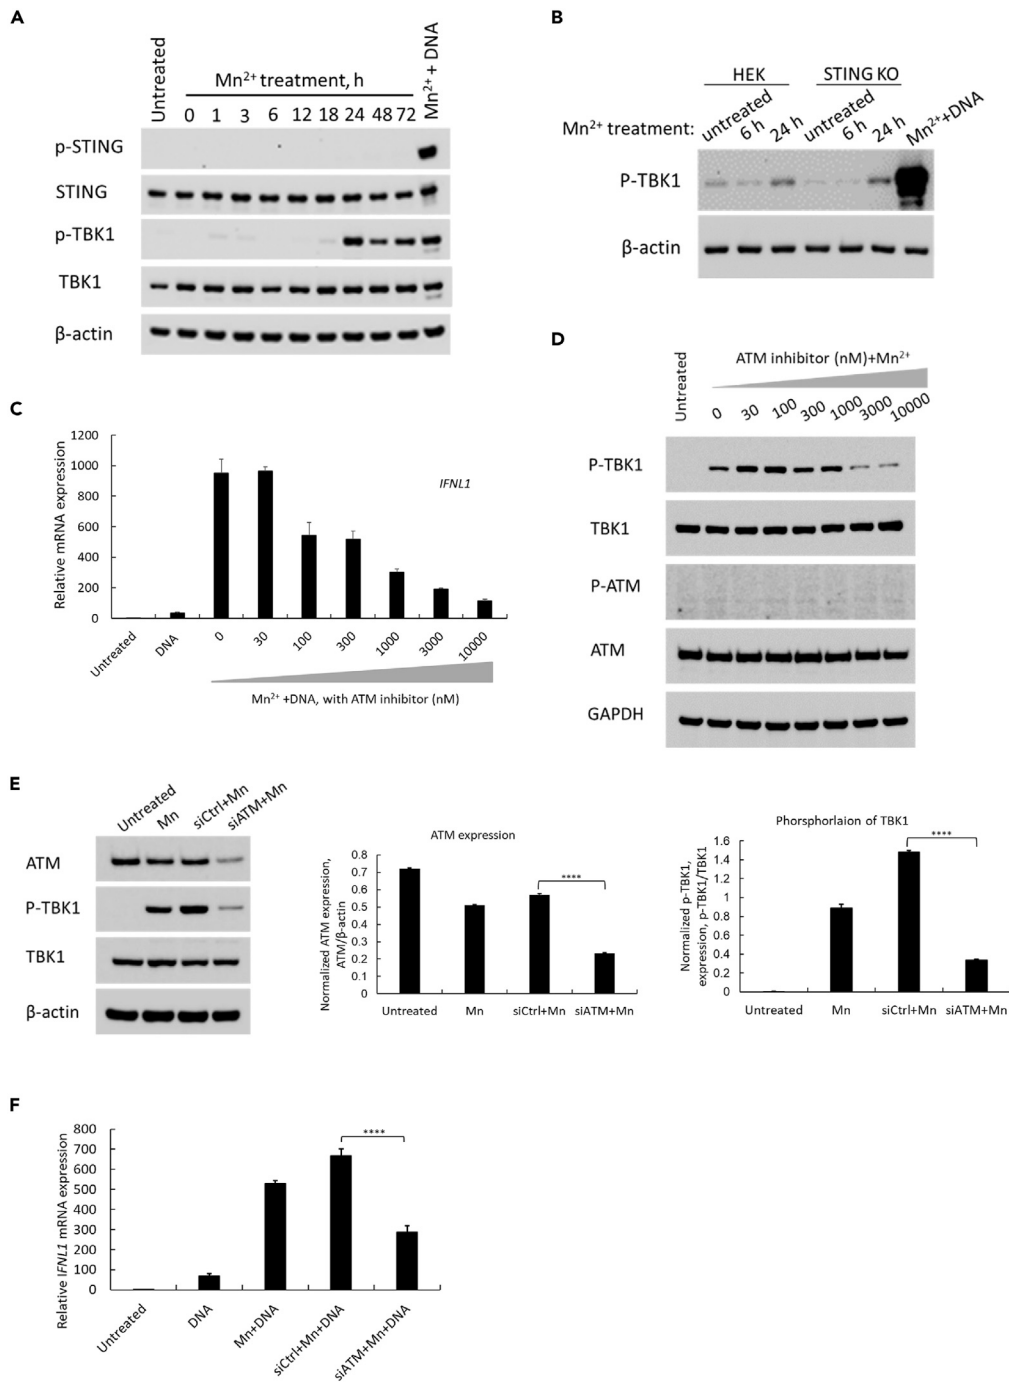 A
Untreated
Mn2+ treatment, h
Mn2+ + DNA
0 1 3 6 12 18 24 48 72
p-STING
STING
p-TBK1
TBK1
β-actin
B
HEK STING KO
Mn2+ treatment: untreated 6 h 24 h untreated 6 h 24 h Mn2++DNA
P-TBK1
β-actin
C
Relative mRNA expression
1200
1000
800
600
400
200
0
IFNL1
Untreated DNA 0 30 100 300 1000 3000 10000
Mn2+ +DNA, with ATM inhibitor (nM)
D
Untreated
ATM inhibitor (nM)+Mn2+
0 30 100 300 1000 3000 10000
P-TBK1
TBK1
P-ATM
ATM
GAPDH
E
Untreated Mn siCtrl+Mn siATM+Mn
ATM
P-TBK1
TBK1
β-actin
ATM expression
Normalized ATM expression,
ATM/β-actin
0.8
0.7
0.6
0.5
0.4
0.3
0.2
0.1
0
****
Untreated Mn siCtrl+Mn siATM+Mn
Phorsphorlaion of TBK1
Normalized p-TBK1,
expression, p-TBK1/TBK1
1.6
1.4
1.2
1
0.8
0.6
0.4
0.2
0
****
Untreated Mn siCtrl+Mn siATM+Mn
F
Relative IFNL1 mRNA expression
800
700
600
500
400
300
200
100
0
****
Untreated DNA Mn+DNA siCtrl+Mn+DNA siATM+Mn+DNA